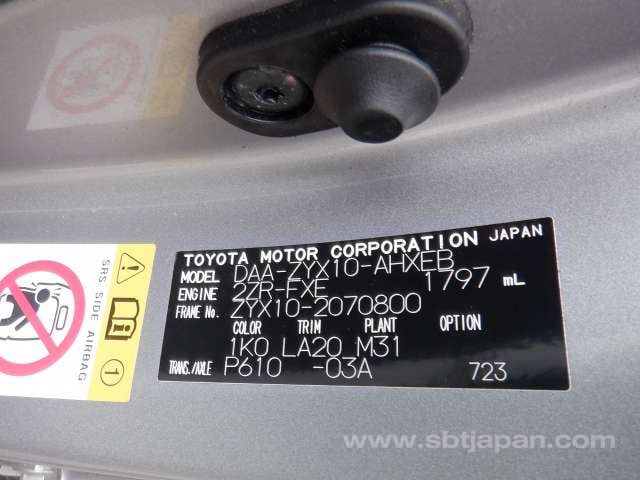 TOYOTA MOTOR CORPORATION JAPAN
MODEL DAA-ZYX10-AHXEB
ENGINE 2ZR-FXE 1797 mL
FRAME No. ZYX10-2070800
COLOR TRIM PLANT OPTION
1K0 LA20 M31
TRANS./AXLE P610 -03A 723
SRS SIDE AIRBAG
1
www.sbtjapan.com